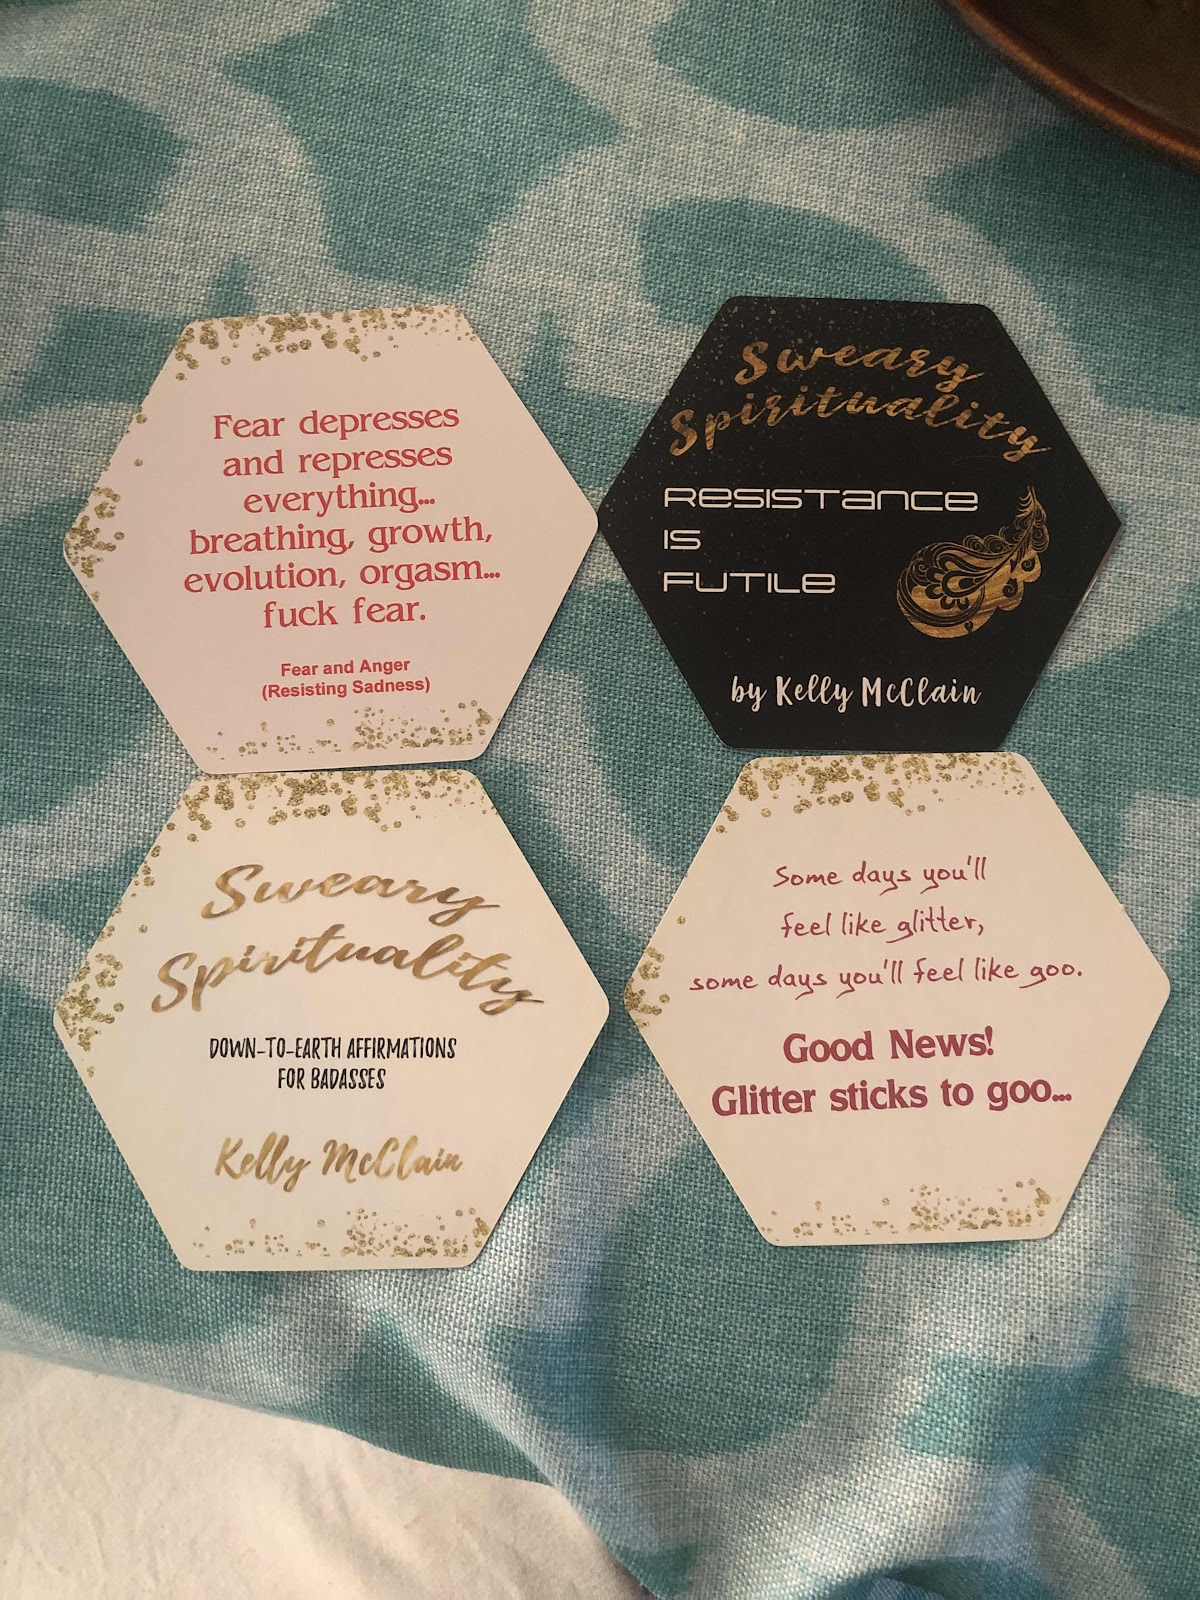 Fear depresses
and represses
everything...
breathing, growth,
evolution, orgasm...
fuck fear.
Fear and Anger
(Resisting Sadness)
Sweary
Spirituality
RESISTANCE
IS
FUTILE
by Kelly McClain
Sweary
Spirituality
DOWN-TO-EARTH AFFIRMATIONS
FOR BADASSES
Kelly McClain
Some days you'll
feel like glitter,
some days you'll feel like goo.
Good News!
Glitter sticks to goo...